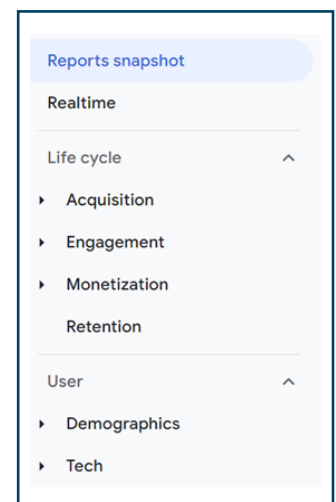 Reports snapshot
Realtime
Life cycle
Acquisition
Engagement
Monetization
Retention
User
Demographics
Tech